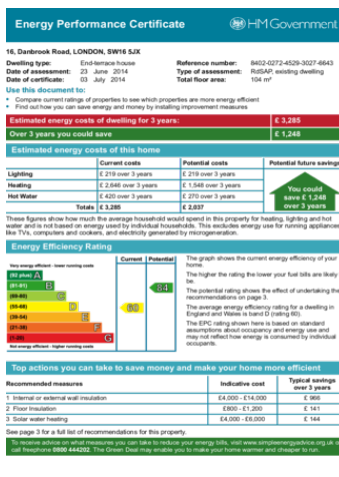 Energy Performance Certificate
HM Government
16, Danbrook Road, LONDON, SW16 5JX
Dwelling type: End-terrace house
Reference number: 8402-0272-4529-3027-6643
Date of assessment: 23 June 2014
Type of assessment: RdSAP, existing dwelling
Date of certificate: 03 July 2014
Total floor area: 104 m²
Use this document to:
• Compare current ratings of properties to see which properties are more energy efficient
• Find out how you can save energy and money by installing improvement measures
Estimated energy costs of dwelling for 3 years: £ 3,285
Over 3 years you could save £ 1,248
Estimated energy costs of this home
Current costs Potential costs Potential future savings
Lighting £ 219 over 3 years £ 219 over 3 years
Heating £ 2,646 over 3 years £ 1,548 over 3 years
Hot Water £ 420 over 3 years £ 270 over 3 years
Totals £ 3,285 £ 2,037
You could
save £ 1,248
over 3 years
These figures show how much the average household would spend in this property for heating, lighting and hot
water and is not based on energy used by individual households. This excludes energy use for running appliances
like TVs, computers and cookers, and electricity generated by microgeneration.
Energy Efficiency Rating
Current Potential
Very energy efficient - lower running costs
(92 plus) A
(81-91) B
(69-80) C
(55-68) D
(39-54) E
(21-38) F
(1-20) G
Not energy efficient - higher running costs
60
84
The graph shows the current energy efficiency of your
home.
The higher the rating the lower your fuel bills are likely
be.
The potential rating shows the effect of undertaking the
recommendations on page 3.
The average energy efficiency rating for a dwelling in
England and Wales is band D (rating 60).
The EPC rating shown here is based on standard
assumptions about occupancy and energy use and
may not reflect how energy is consumed by individual
occupants.
Top actions you can take to save money and make your home more efficient
Recommended measures Indicative cost Typical savings
over 3 years
1 Internal or external wall insulation £4,000 - £14,000 £ 966
2 Floor Insulation £800 - £1,200 £ 141
3 Solar water heating £4,000 - £6,000 £ 144
See page 3 for a full list of recommendations for this property.
To receive advice on what measures you can take to reduce your energy bills, visit www.simpleenergyadvice.org.uk o
call freephone 0800 444202. The Green Deal may enable you to make your home warmer and cheaper to run.